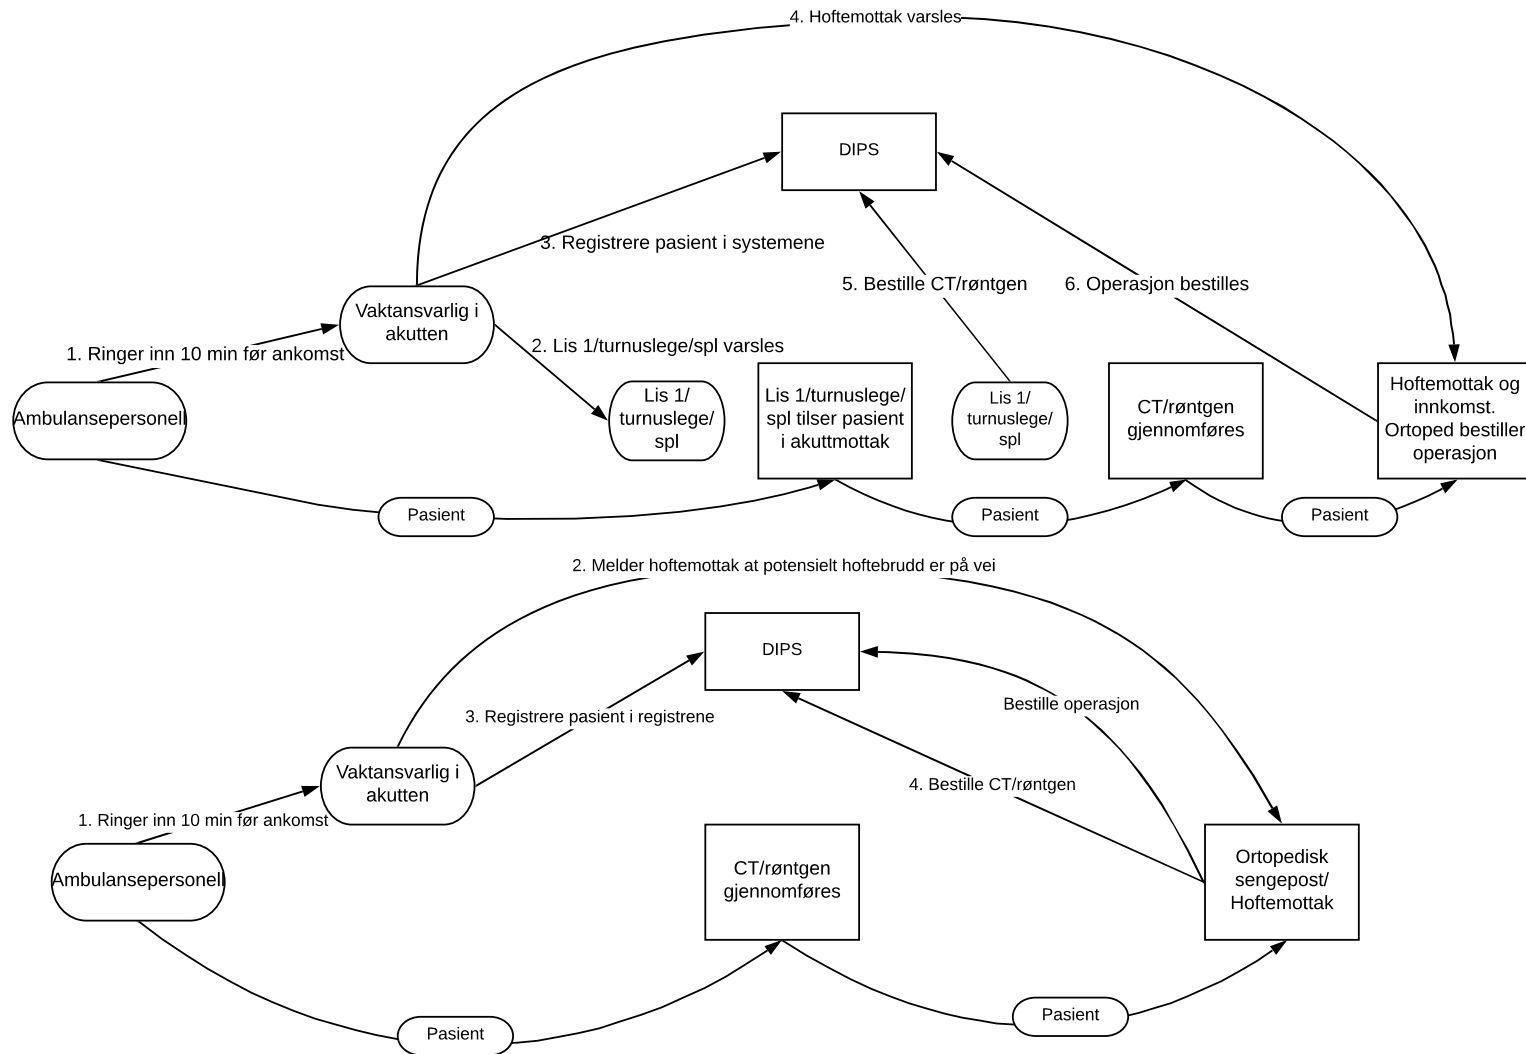 4. Hoftemottak varsles
DIPS
3. Registrere pasient i systemene
5. Bestille CT/røntgen
6. Operasjon bestilles
Vaktansvarlig i
akutten
1. Ringer inn 10 min før ankomst
2. Lis 1/turnuslege/spl varsles
Ambulansepersonell
Lis 1/
turnuslege/
spl
Lis 1/turnuslege/
spl tilser pasient
i akuttmottak
Lis 1/
turnuslege/
spl
CT/røntgen
gjennomføres
Hoftemottak og
innkomst.
Ortoped bestiller
operasjon
Pasient
Pasient
Pasient
2. Melder hoftemottak at potensielt hoftebrudd er på vei
DIPS
Bestille operasjon
3. Registrere pasient i registrene
4. Bestille CT/røntgen
Vaktansvarlig i
akutten
1. Ringer inn 10 min før ankomst
Ambulansepersonell
CT/røntgen
gjennomføres
Ortopedisk
sengepost/
Hoftemottak
Pasient
Pasient